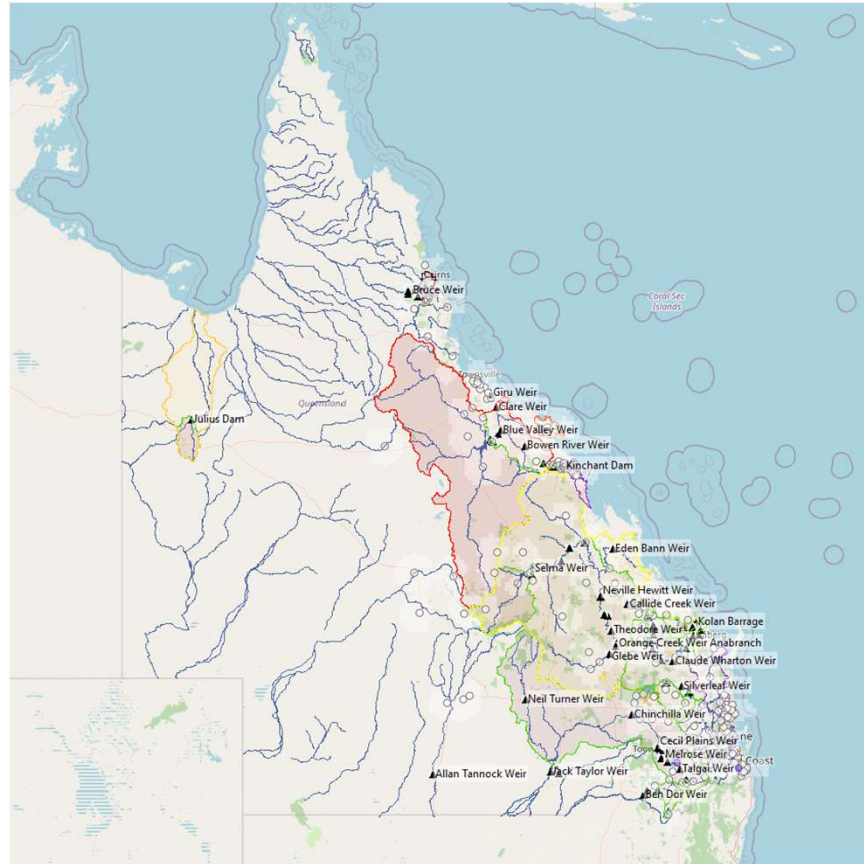 Cairns
Bruce Weir
Coral Sea
Islands
Townsville
Queensland
Giru Weir
Clare Weir
Julius Dam
Blue Valley Weir
Bowen River Weir
Kinchant Dam
Eden Bann Weir
Selma Weir
Neville Hewitt Weir
Callide Creek Weir
Kolan Barrage
Theodore Weir
Orange Creek Weir Anabranch
Glebe Weir
Claude Wharton Weir
Silverleaf Weir
Neil Turner Weir
Chinchilla Weir
Cecil Plains Weir
Melrose Weir
Coast
Talgai Weir
Allan Tannock Weir
Jack Taylor Weir
Ben Dor Weir